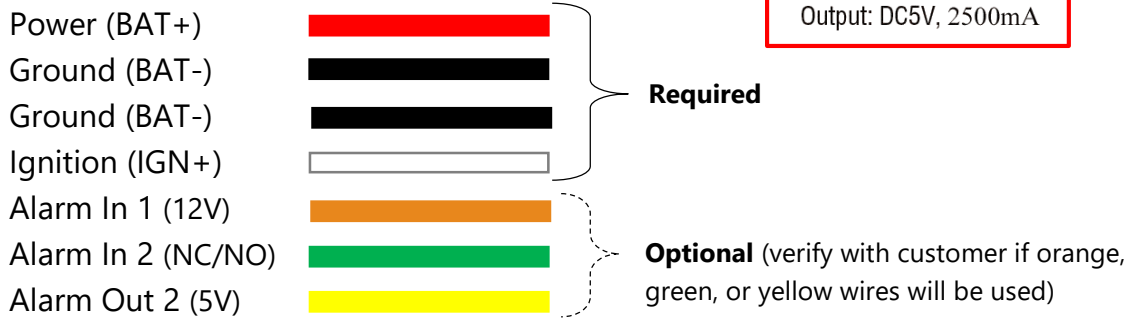 Output: DC5V, 2500mA
Power (BAT+)
Ground (BAT-)
Ground (BAT-)
Ignition (IGN+)
Required
Alarm In 1 (12V)
Alarm In 2 (NC/NO)
Alarm Out 2 (5V)
Optional (verify with customer if orange,
green, or yellow wires will be used)